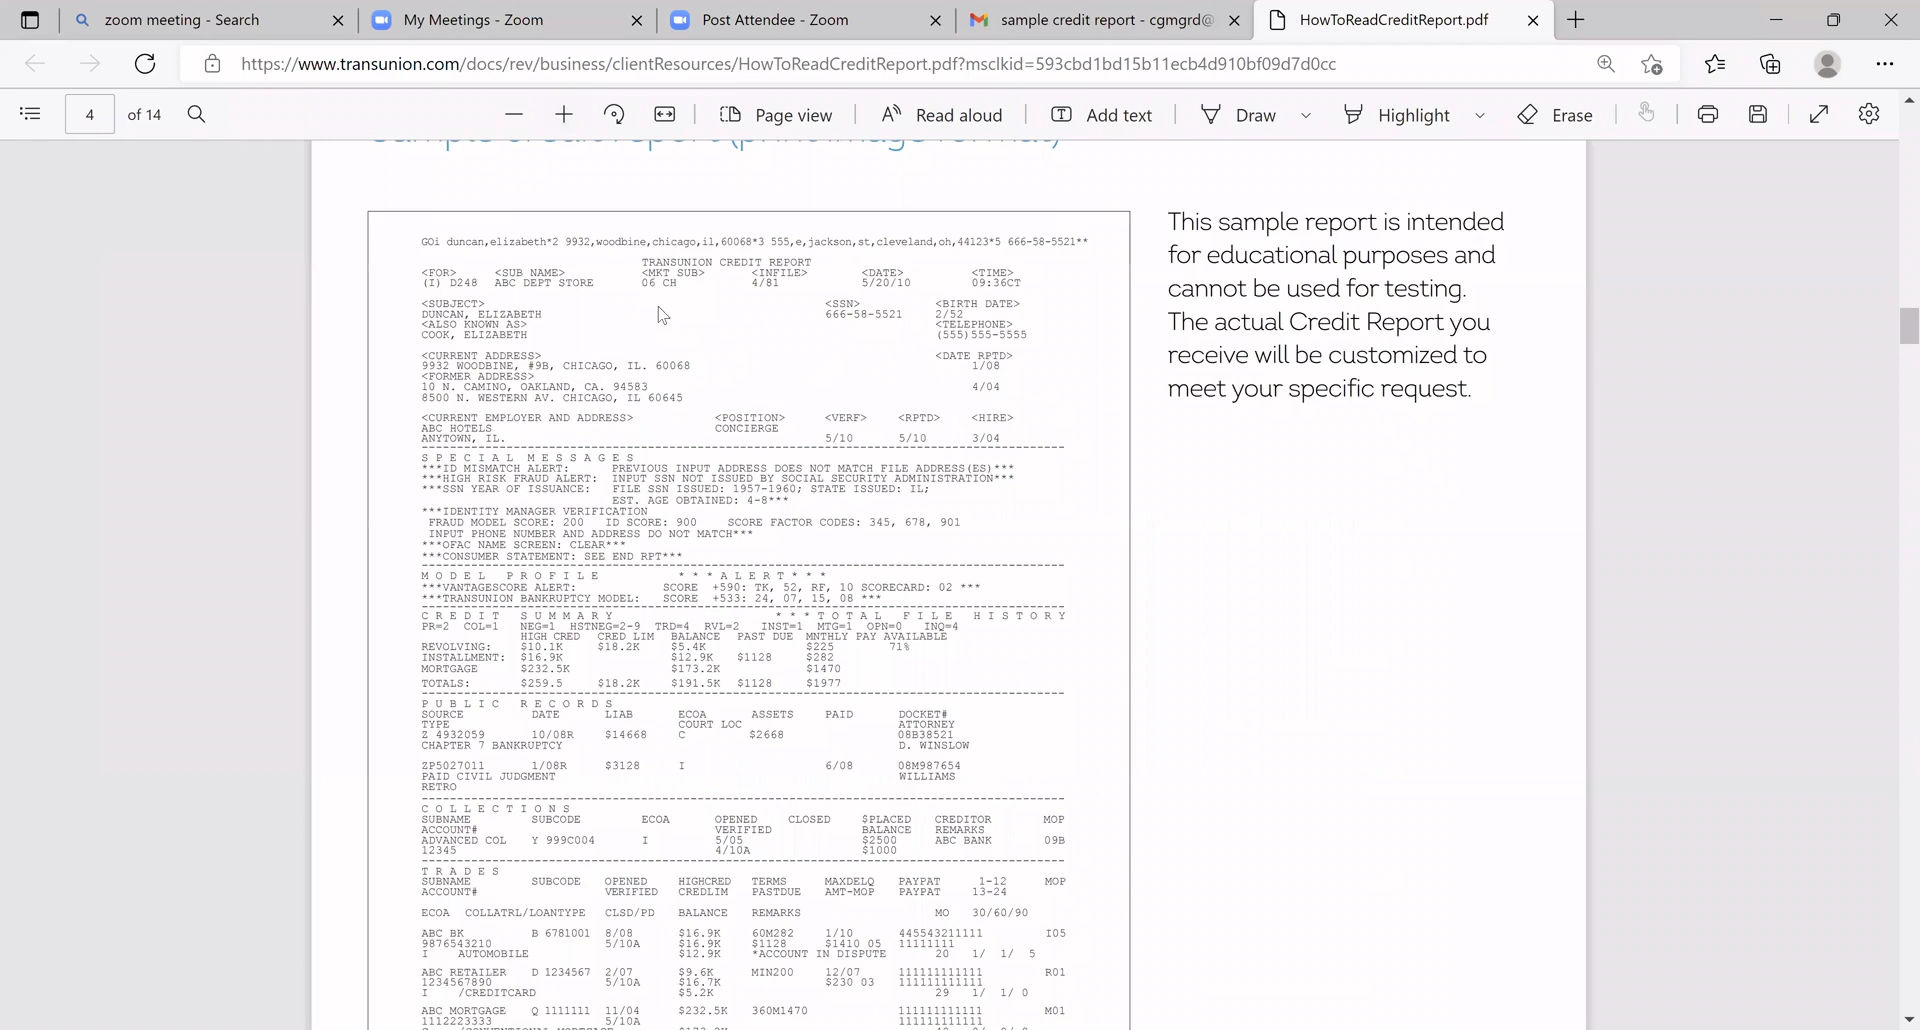 zoom meeting - Search
My Meetings - Zoom
Post Attendee - Zoom
sample credit report - cgmgrd@
HowToReadCreditReport.pdf
https://www.transunion.com/docs/rev/business/clientResources/HowToReadCreditReport.pdf?msclkid=593cbd1bd15b11ecb4d910bf09d7d0cc
4 of 14
Page view
Read aloud
Add text
Draw
Highlight
Erase
Sample credit report (print image format)
GOi duncan,elizabeth*2 9932,woodbine,chicago,il,60068*3 555,e,jackson,st,cleveland,oh,44123*5 666-58-5521**
TRANSUNION CREDIT REPORT
<FOR> <SUB NAME> <MKT SUB> <INFILE> <DATE> <TIME>
(I) D248 ABC DEPT STORE 06 CH 4/81 5/20/10 09:36CT
<SUBJECT> <SSN> <BIRTH DATE>
DUNCAN, ELIZABETH 666-58-5521 2/52
<ALSO KNOWN AS> <TELEPHONE>
COOK, ELIZABETH (555)555-5555
<CURRENT ADDRESS> <DATE RPTD>
9932 WOODBINE, #9B, CHICAGO, IL. 60068 1/08
<FORMER ADDRESS>
10 N. CAMINO, OAKLAND, CA. 94583 4/04
8500 N. WESTERN AV. CHICAGO, IL 60645
<CURRENT EMPLOYER AND ADDRESS> <POSITION> <VERF> <RPTD> <HIRE>
ABC HOTELS CONCIERGE
ANYTOWN, IL. 5/10 5/10 3/04
S P E C I A L M E S S A G E S
***ID MISMATCH ALERT: PREVIOUS INPUT ADDRESS DOES NOT MATCH FILE ADDRESS(ES)***
***HIGH RISK FRAUD ALERT: INPUT SSN NOT ISSUED BY SOCIAL SECURITY ADMINISTRATION***
***SSN YEAR OF ISSUANCE: FILE SSN ISSUED: 1957-1960; STATE ISSUED: IL;
EST. AGE OBTAINED: 4-8***
***IDENTITY MANAGER VERIFICATION
FRAUD MODEL SCORE: 200 ID SCORE: 900 SCORE FACTOR CODES: 345, 678, 901
INPUT PHONE NUMBER AND ADDRESS DO NOT MATCH***
***OFAC NAME SCREEN: CLEAR***
***CONSUMER STATEMENT: SEE END RPT***
M O D E L P R O F I L E * * * A L E R T * * *
***VANTAGESCORE ALERT: SCORE +590: TK, 52, RF, 10 SCORECARD: 02 ***
***TRANSUNION BANKRUPTCY MODEL: SCORE +533: 24, 07, 15, 08 ***
C R E D I T S U M M A R Y * * * T O T A L F I L E H I S T O R Y
PR=2 COL=1 NEG=1 HSTNEG=2-9 TRD=4 RVL=2 INST=1 MTG=1 OPN=0 INQ=4
HIGH CRED CRED LIM BALANCE PAST DUE MNTHLY PAY AVAILABLE
REVOLVING: $10.1K $18.2K $5.4K $225 71%
INSTALLMENT: $16.9K $12.9K $1128 $282
MORTGAGE $232.5K $173.2K $1470
TOTALS: $259.5 $18.2K $191.5K $1128 $1977
P U B L I C R E C O R D S
SOURCE DATE LIAB ECOA ASSETS PAID DOCKET#
TYPE COURT LOC ATTORNEY
Z 4932059 10/08R $14668 C $2668 08B38521
CHAPTER 7 BANKRUPTCY D. WINSLOW
ZP5027011 1/08R $3128 I 6/08 08M987654
PAID CIVIL JUDGMENT WILLIAMS
RETRO
C O L L E C T I O N S
SUBNAME SUBCODE ECOA OPENED CLOSED $PLACED CREDITOR MOP
ACCOUNT# VERIFIED BALANCE REMARKS
ADVANCED COL Y 999C004 I 5/05 $2500 ABC BANK 09B
12345 4/10A $1000
T R A D E S
SUBNAME SUBCODE OPENED HIGHCRED TERMS MAXDELQ PAYPAT 1-12 MOP
ACCOUNT# VERIFIED CREDLIM PASTDUE AMT-MOP PAYPAT 13-24
ECOA COLLATRL/LOANTYPE CLSD/PD BALANCE REMARKS MO 30/60/90
ABC BK B 6781001 8/08 $16.9K 60M282 1/10 445543211111 I05
9876543210 5/10A $16.9K $1128 $1410 05 11111111
I AUTOMOBILE $12.9K *ACCOUNT IN DISPUTE 20 1/ 1/ 5
ABC RETAILER D 1234567 2/07 $9.6K MIN200 12/07 111111111111 R01
1234567890 5/10A $16.7K $230 03 111111111111
I /CREDITCARD $5.2K 29 1/ 1/ 0
ABC MORTGAGE Q 1111111 11/04 $232.5K 360M1470 111111111111 M01
1112223333 5/10A 111111111111
This sample report is intended
for educational purposes and
cannot be used for testing.
The actual Credit Report you
receive will be customized to
meet your specific request.